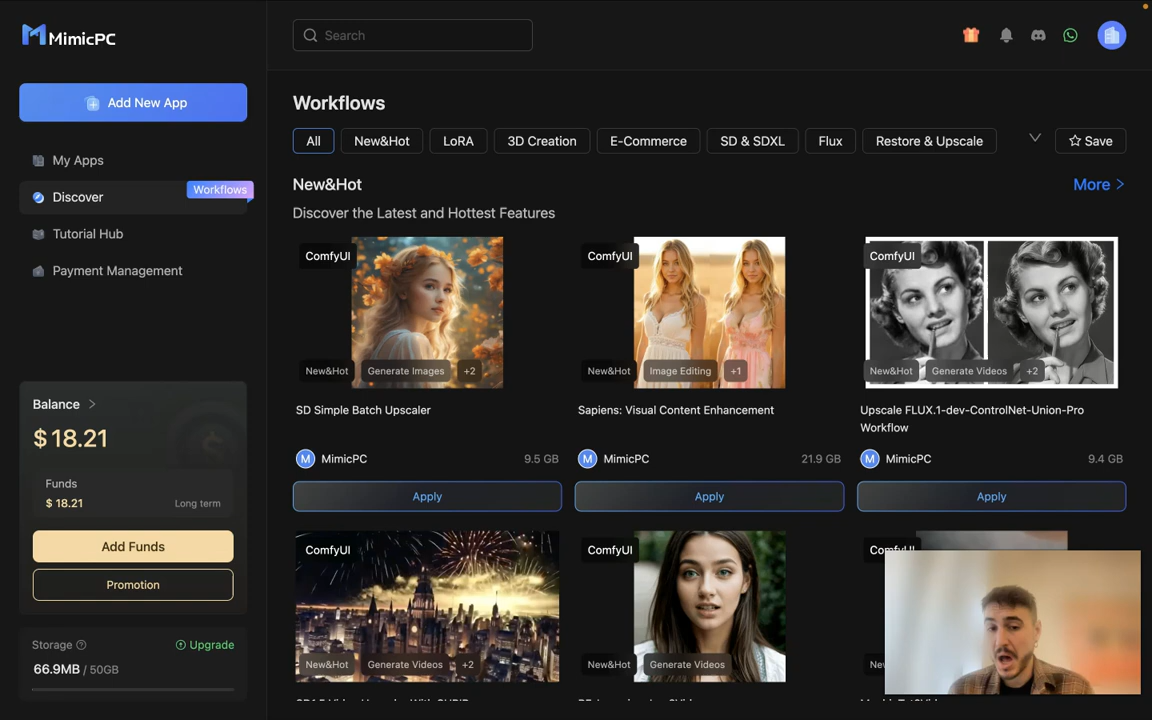 MimicPC
Search
Add New App
My Apps
Discover
Workflows
Tutorial Hub
Payment Management
Balance
$ 18.21
Funds
$ 18.21
Long term
Add Funds
Promotion
Storage
Upgrade
66.9MB / 50GB
Workflows
All
New&Hot
LoRA
3D Creation
E-Commerce
SD & SDXL
Flux
Restore & Upscale
Save
New&Hot
More
Discover the Latest and Hottest Features
ComfyUI
New&Hot
Generate Images
+2
SD Simple Batch Upscaler
M MimicPC
9.5 GB
Apply
ComfyUI
New&Hot
Image Editing
+1
Sapiens: Visual Content Enhancement
M MimicPC
21.9 GB
Apply
ComfyUI
New&Hot
Generate Videos
+2
Upscale FLUX.1-dev-ControlNet-Union-Pro
Workflow
M MimicPC
9.4 GB
Apply
ComfyUI
New&Hot
Generate Videos
+2
ComfyUI
New&Hot
Generate Videos
ComfyUI